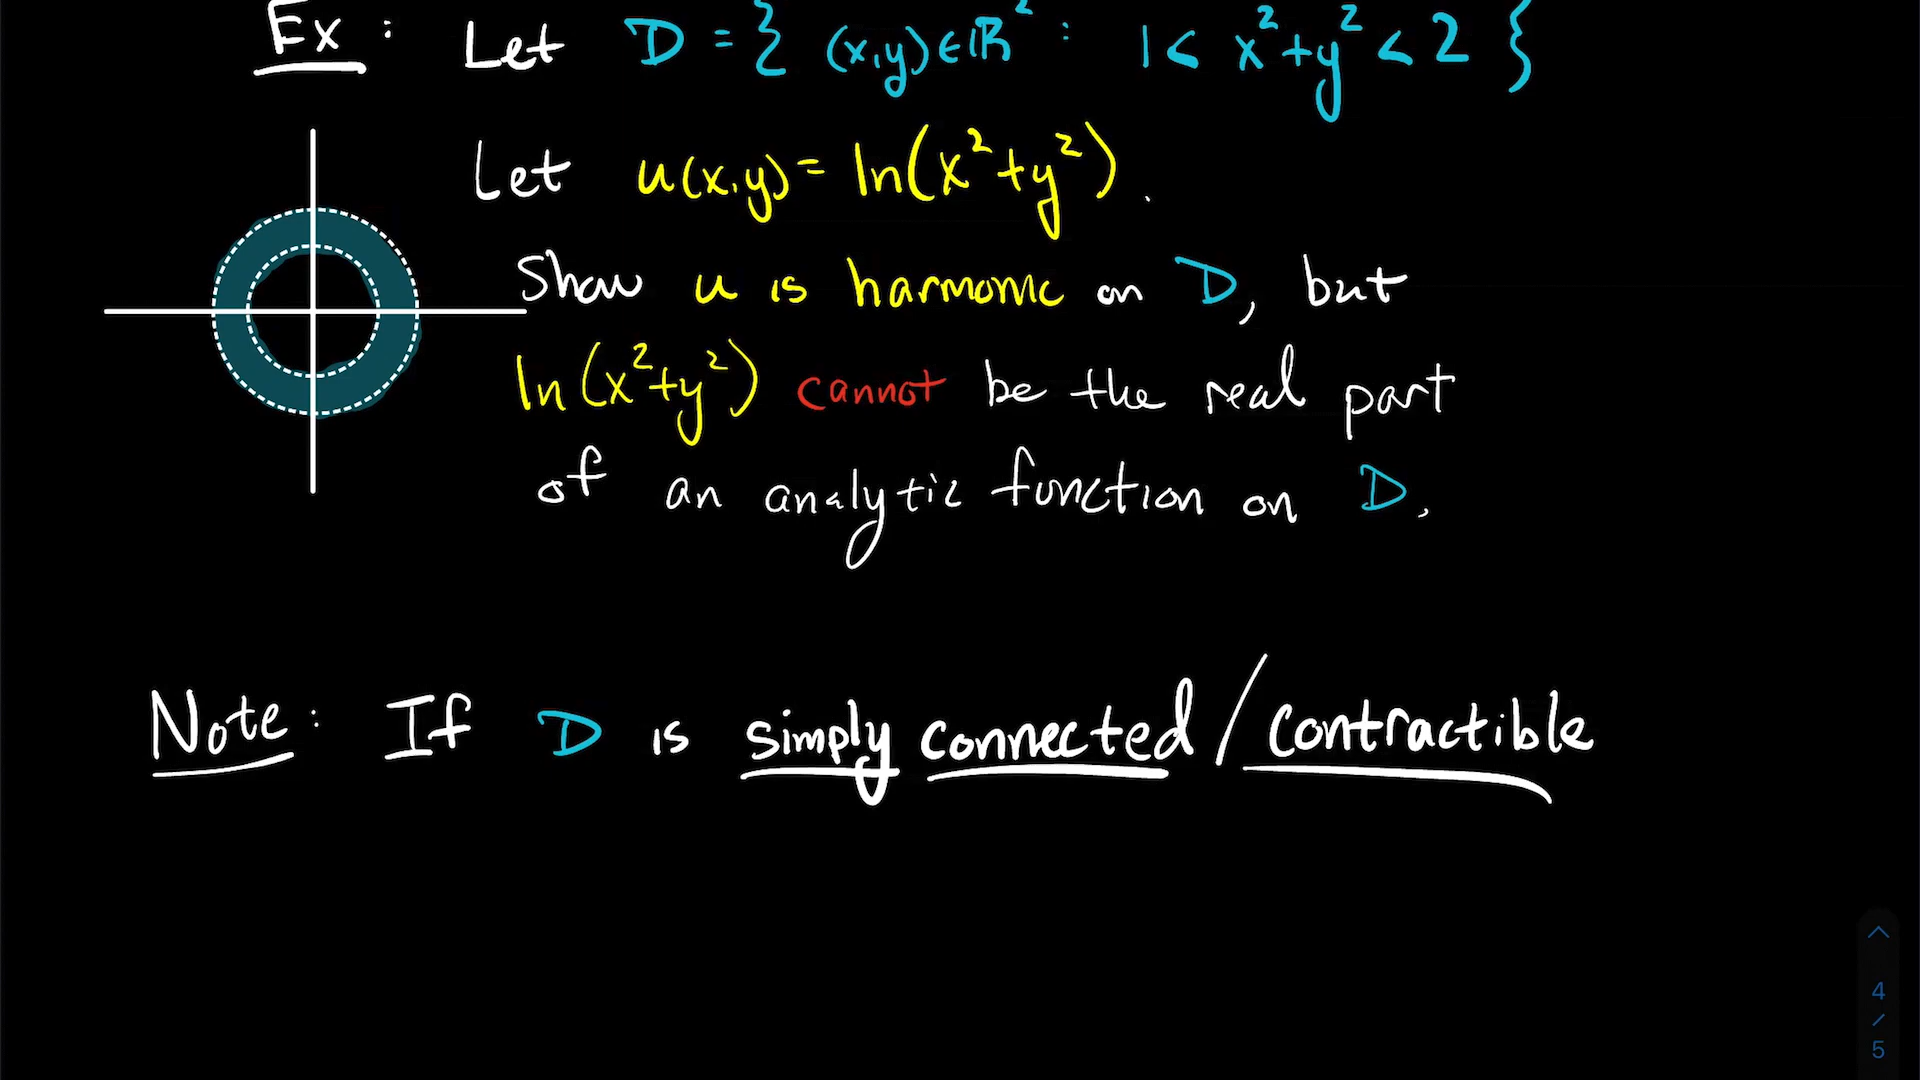 Ex: Let D = { (x,y) ∈ ℝ² : 1 < x² + y² < 2 }
Let u(x,y) = ln(x² + y²).
Show u is harmonic on D, but
ln(x² + y²) cannot be the real part
of an analytic function on D.
Note: If D is simply connected / contractible
4
/
5